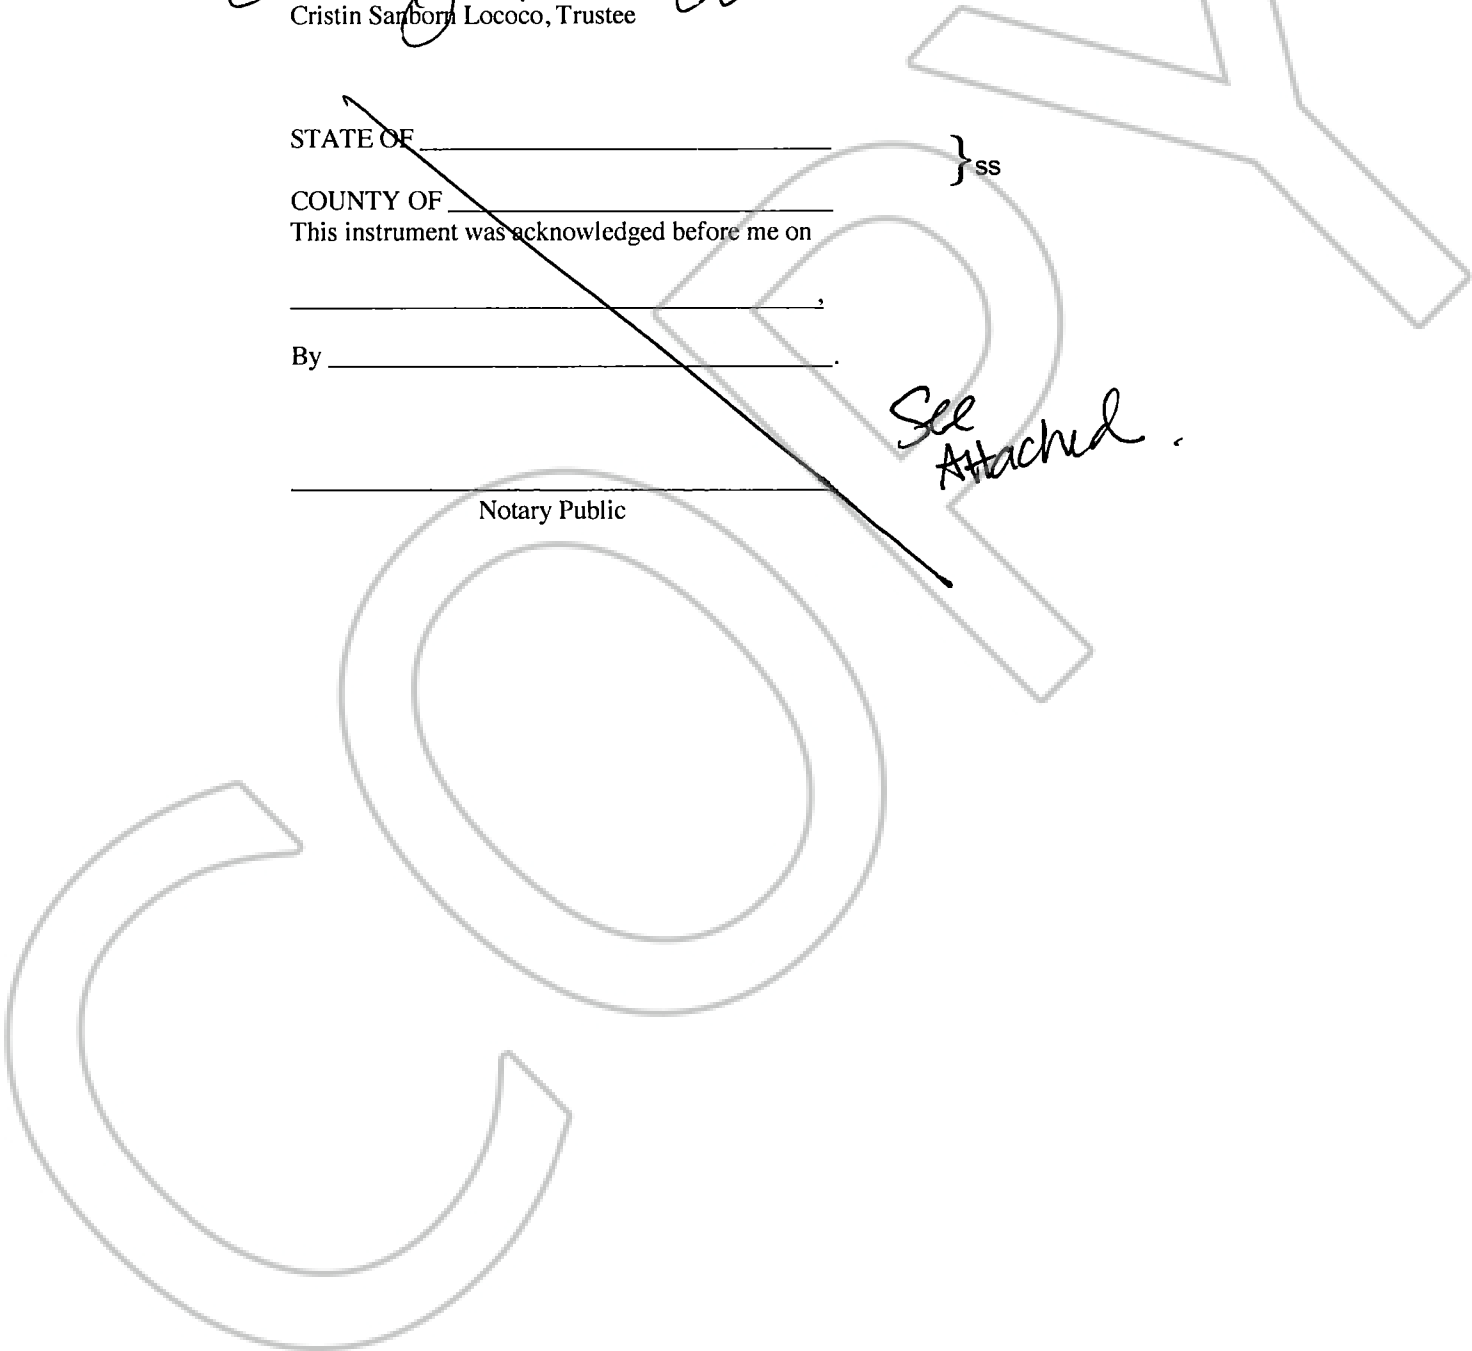 Cristin Sanborn Lococo, Trustee
STATE OF
}ss
COUNTY OF
This instrument was acknowledged before me on
,
By .
See
Attached.
Notary Public
COPY